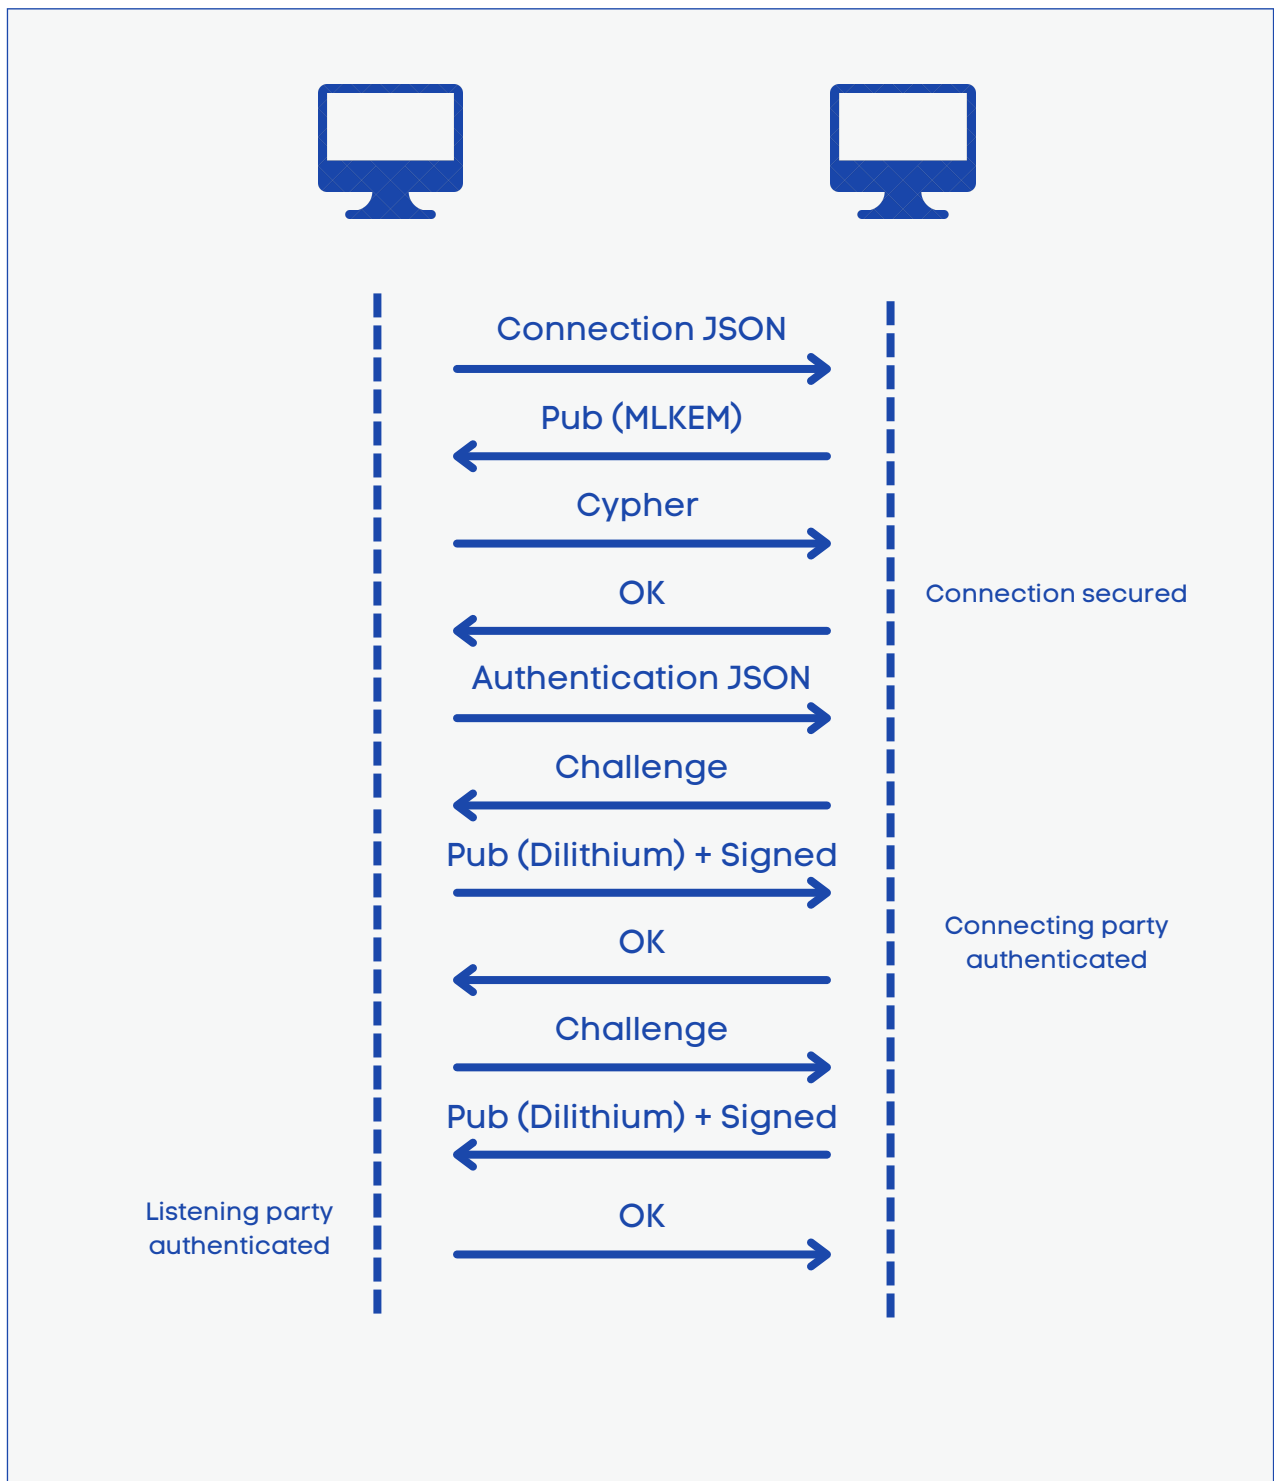 Connection JSON
Pub (MLKEM)
Cypher
OK
Connection secured
Authentication JSON
Challenge
Pub (Dilithium) + Signed
Connecting party
authenticated
OK
Challenge
Pub (Dilithium) + Signed
Listening party
authenticated
OK